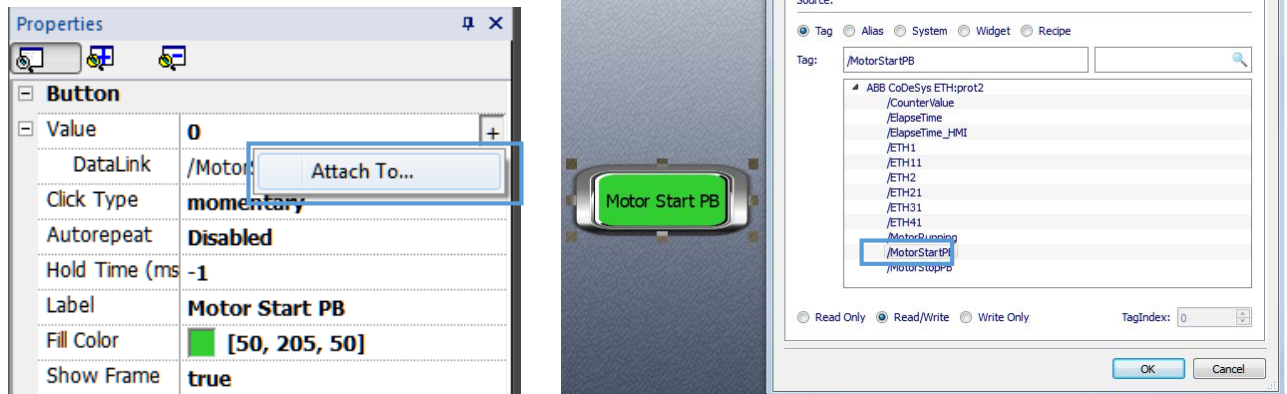 Properties
Button
Value 0 +
DataLink /Motor
Attach To...
Click Type momentary
Autorepeat Disabled
Hold Time (ms -1
Label Motor Start PB
Fill Color [50, 205, 50]
Show Frame true
Motor Start PB
Source:
Tag Alias System Widget Recipe
Tag: /MotorStartPB
ABB CoDeSys ETH:prot2
/CounterValue
/ElapseTime
/ElapseTime_HMI
/ETH1
/ETH11
/ETH2
/ETH21
/ETH31
/ETH41
/MotorRunning
/MotorStartPB
/MotorStopPB
Read Only Read/Write Write Only TagIndex: 0
OK Cancel